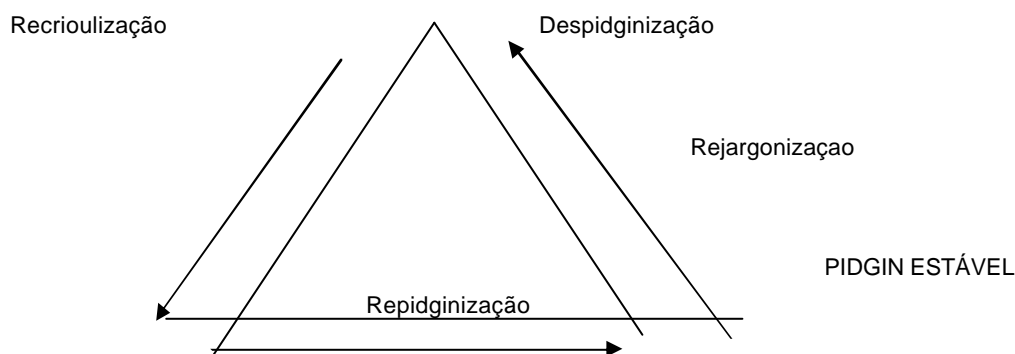 Recrioulização
Despidginização
Rejargonizaçao
PIDGIN ESTÁVEL
Repidginização